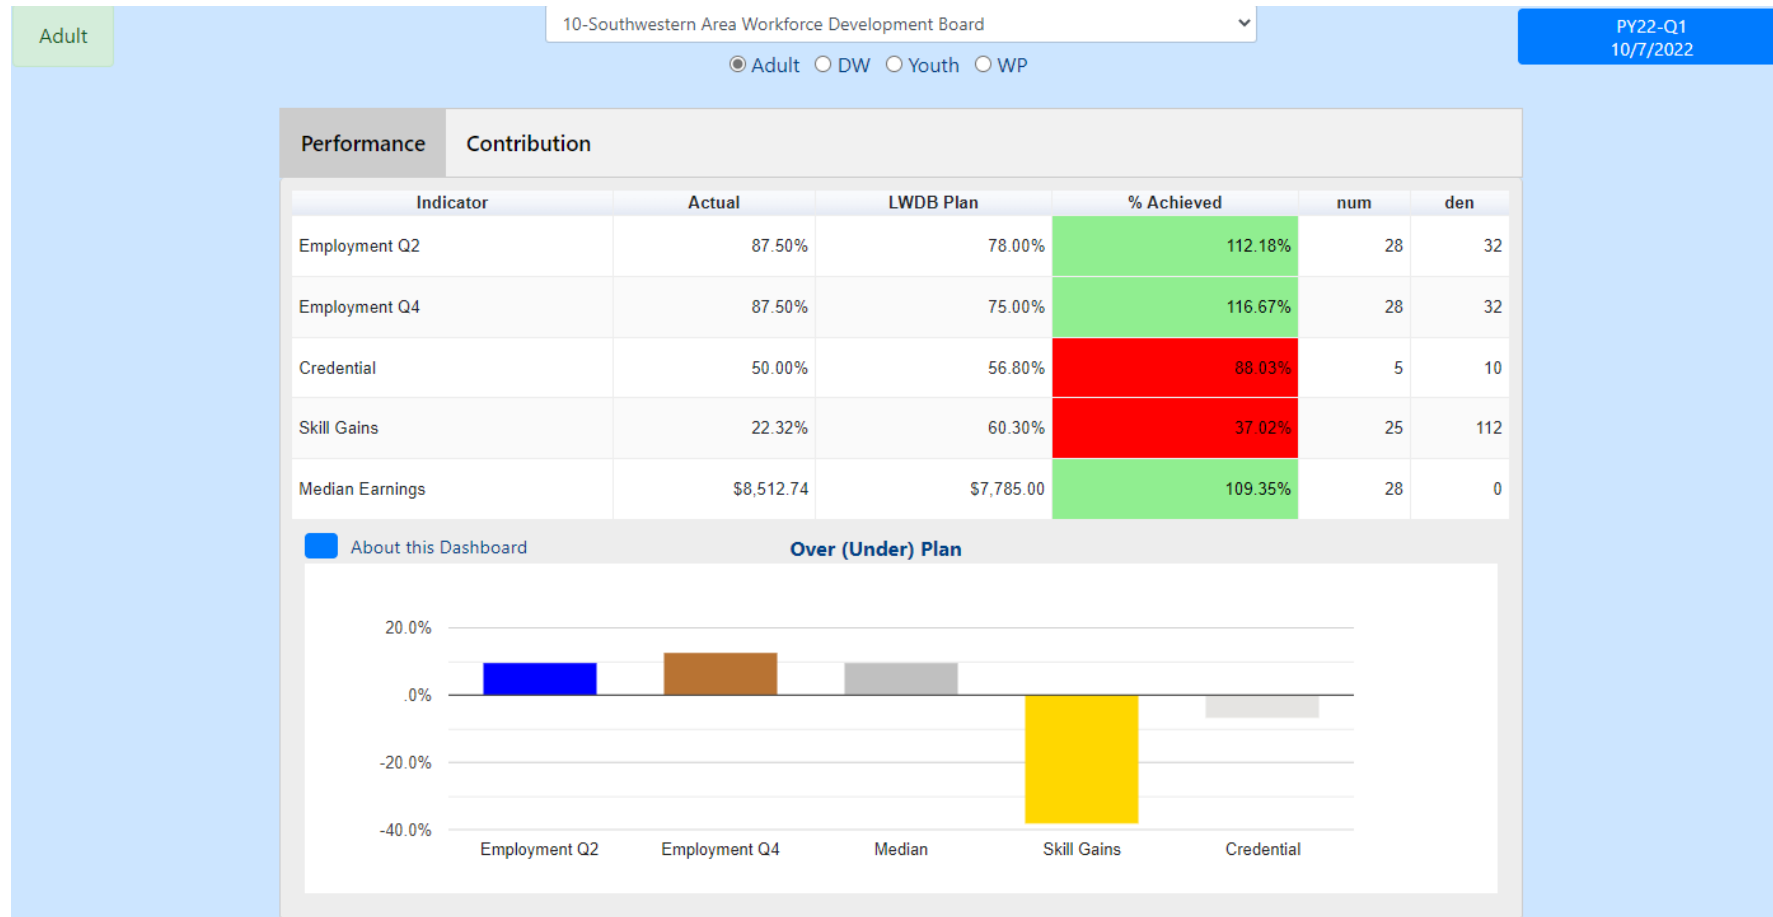 Adult
10-Southwestern Area Workforce Development Board
PY22-Q1
10/7/2022
Adult DW Youth WP
Performance Contribution
Indicator Actual LWDB Plan % Achieved num den
Employment Q2 87.50% 78.00% 112.18% 28 32
Employment Q4 87.50% 75.00% 116.67% 28 32
Credential 50.00% 56.80% 88.03% 5 10
Skill Gains 22.32% 60.30% 37.02% 25 112
Median Earnings $8,512.74 $7,785.00 109.35% 28 0
About this Dashboard Over (Under) Plan
20.0%
.0%
-20.0%
-40.0%
Employment Q2 Employment Q4 Median Skill Gains Credential